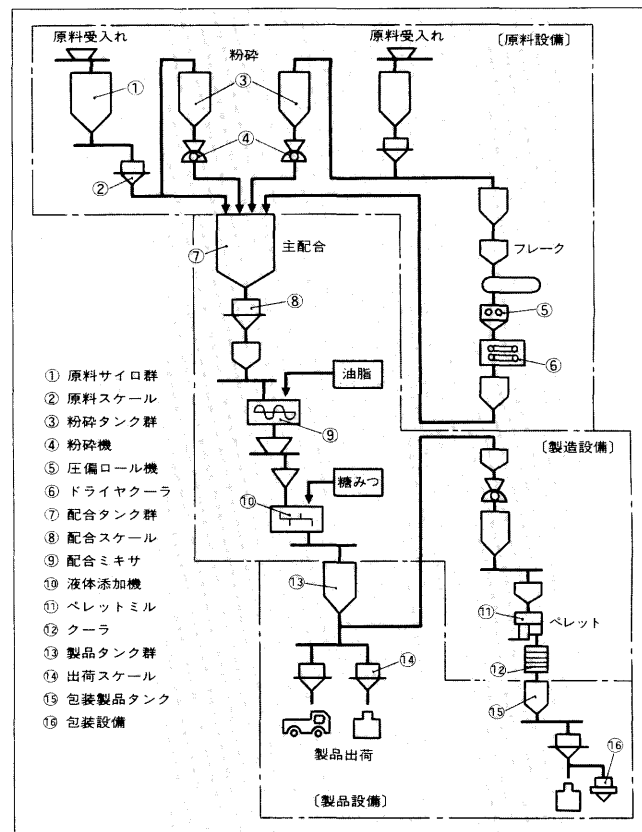 原料受入れ
粉砕
原料受入れ
〔原料設備〕
①
③
④
②
⑦
主配合
フレーク
⑧
⑤
⑥
油脂
⑨
〔製造設備〕
糖みつ
⑩
⑬
⑪
ペレット
⑭
⑫
⑮
⑯
製品出荷
〔製品設備〕
① 原料サイロ群
② 原料スケール
③ 粉砕タンク群
④ 粉砕機
⑤ 圧偏ロール機
⑥ ドライヤクーラ
⑦ 配合タンク群
⑧ 配合スケール
⑨ 配合ミキサ
⑩ 液体添加機
⑪ ペレットミル
⑫ クーラ
⑬ 製品タンク群
⑭ 出荷スケール
⑮ 包装製品タンク
⑯ 包装設備